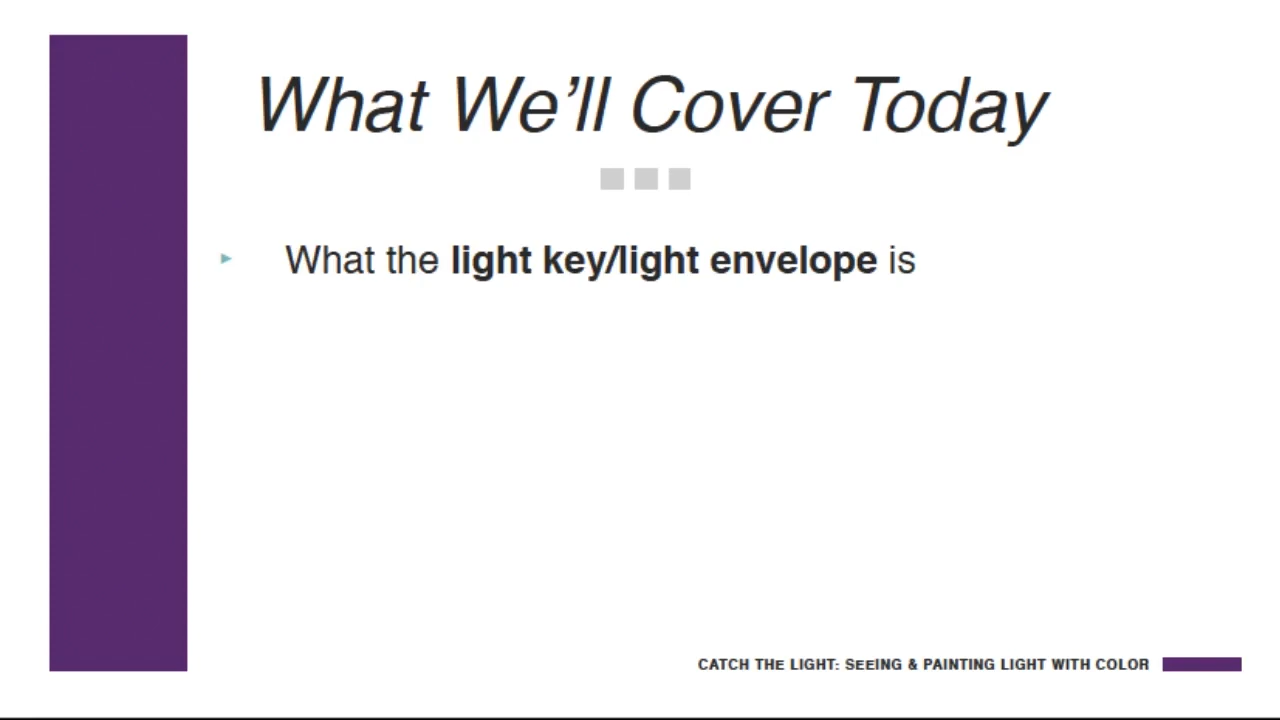 What We’ll Cover Today
What the light key/light envelope is
CATCH THE LIGHT: SEEING & PAINTING LIGHT WITH COLOR